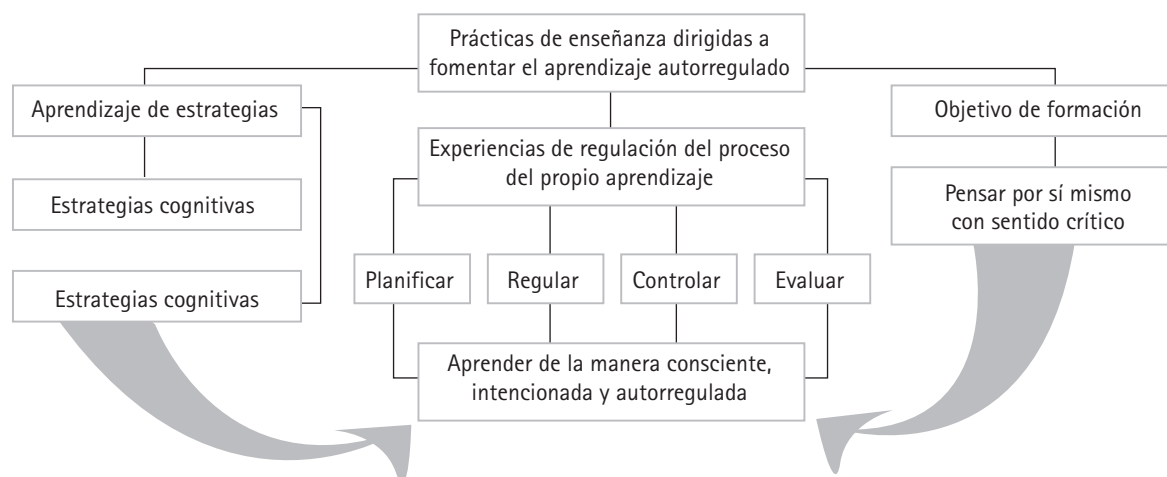 Prácticas de enseñanza dirigidas a
fomentar el aprendizaje autorregulado
Aprendizaje de estrategias
Objetivo de formación
Experiencias de regulación del proceso
del propio aprendizaje
Estrategias cognitivas
Pensar por sí mismo
con sentido crítico
Estrategias cognitivas
Planificar
Regular
Controlar
Evaluar
Aprender de la manera consciente,
intencionada y autorregulada